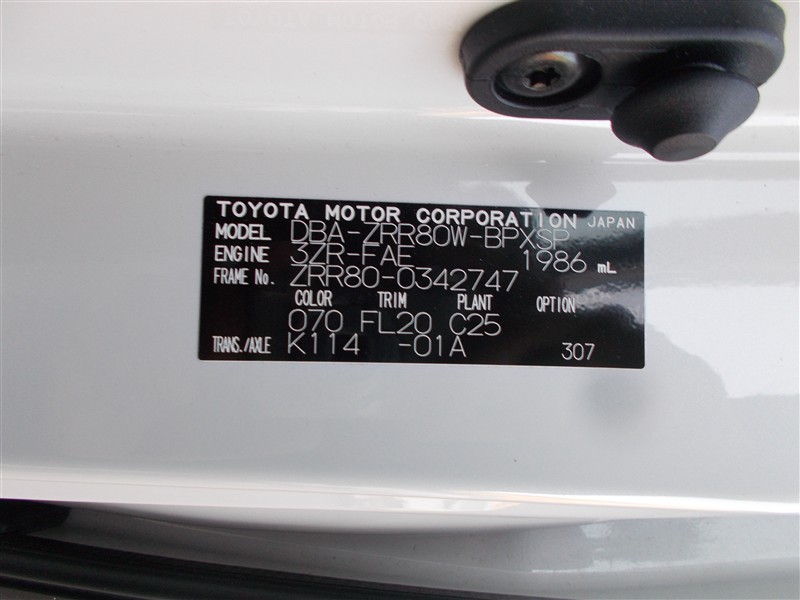 TOYOTA MOTOR CORPORATION JAPAN
MODEL DBA-ZRR80W-BPXSP
ENGINE 3ZR-FAE 1986 mL
FRAME No. ZRR80-0342747
COLOR TRIM PLANT OPTION
070 FL20 C25
TRANS./AXLE K114 -01A 307